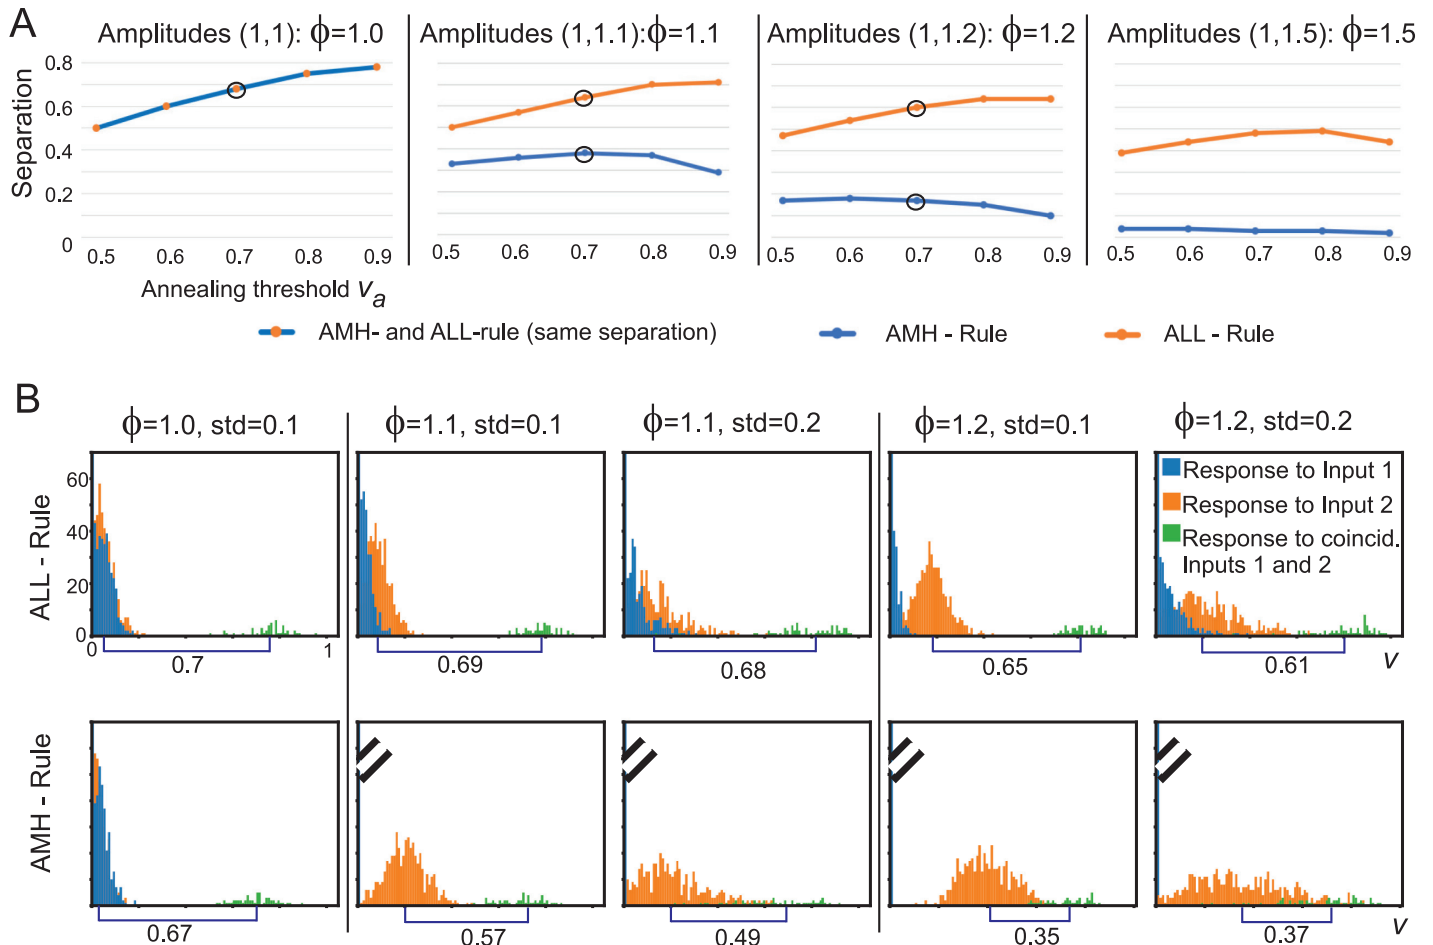 A
Amplitudes (1,1): ϕ=1.0
Amplitudes (1,1.1):ϕ=1.1
Amplitudes (1,1.2): ϕ=1.2
Amplitudes (1,1.5): ϕ=1.5
Separation
0.8
0.6
0.4
0.2
0
0.5 0.6 0.7 0.8 0.9
0.5 0.6 0.7 0.8 0.9
0.5 0.6 0.7 0.8 0.9
0.5 0.6 0.7 0.8 0.9
Annealing threshold va
AMH- and ALL-rule (same separation)
AMH - Rule
ALL - Rule
B
ϕ=1.0, std=0.1
ϕ=1.1, std=0.1
ϕ=1.1, std=0.2
ϕ=1.2, std=0.1
ϕ=1.2, std=0.2
ALL - Rule
60
40
20
0
0
1
Response to Input 1
Response to Input 2
Response to coincid.
Inputs 1 and 2
0.7
0.69
0.68
0.65
0.61
v
AMH - Rule
0.67
0.57
0.49
0.35
0.37
v